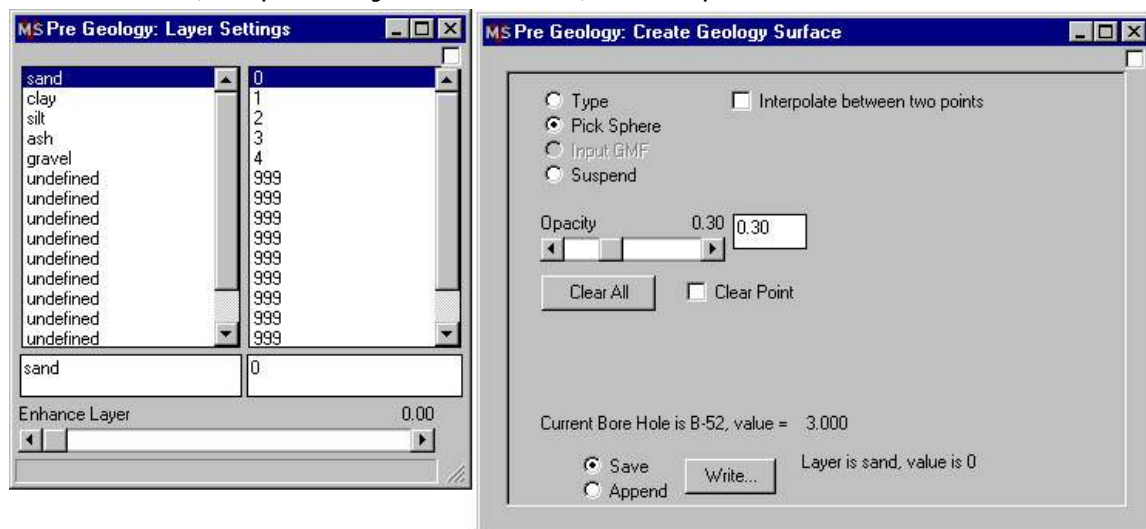 MS Pre Geology: Layer Settings
sand
clay
silt
ash
gravel
undefined
undefined
undefined
undefined
undefined
undefined
undefined
undefined
undefined
0
1
2
3
4
999
999
999
999
999
999
999
999
999
sand
0
Enhance Layer 0.00
MS Pre Geology: Create Geology Surface
Type
Interpolate between two points
Pick Sphere
Input GMF
Suspend
Opacity 0.30 0.30
Clear All
Clear Point
Current Bore Hole is B-52, value = 3.000
Save
Append
Write...
Layer is sand, value is 0